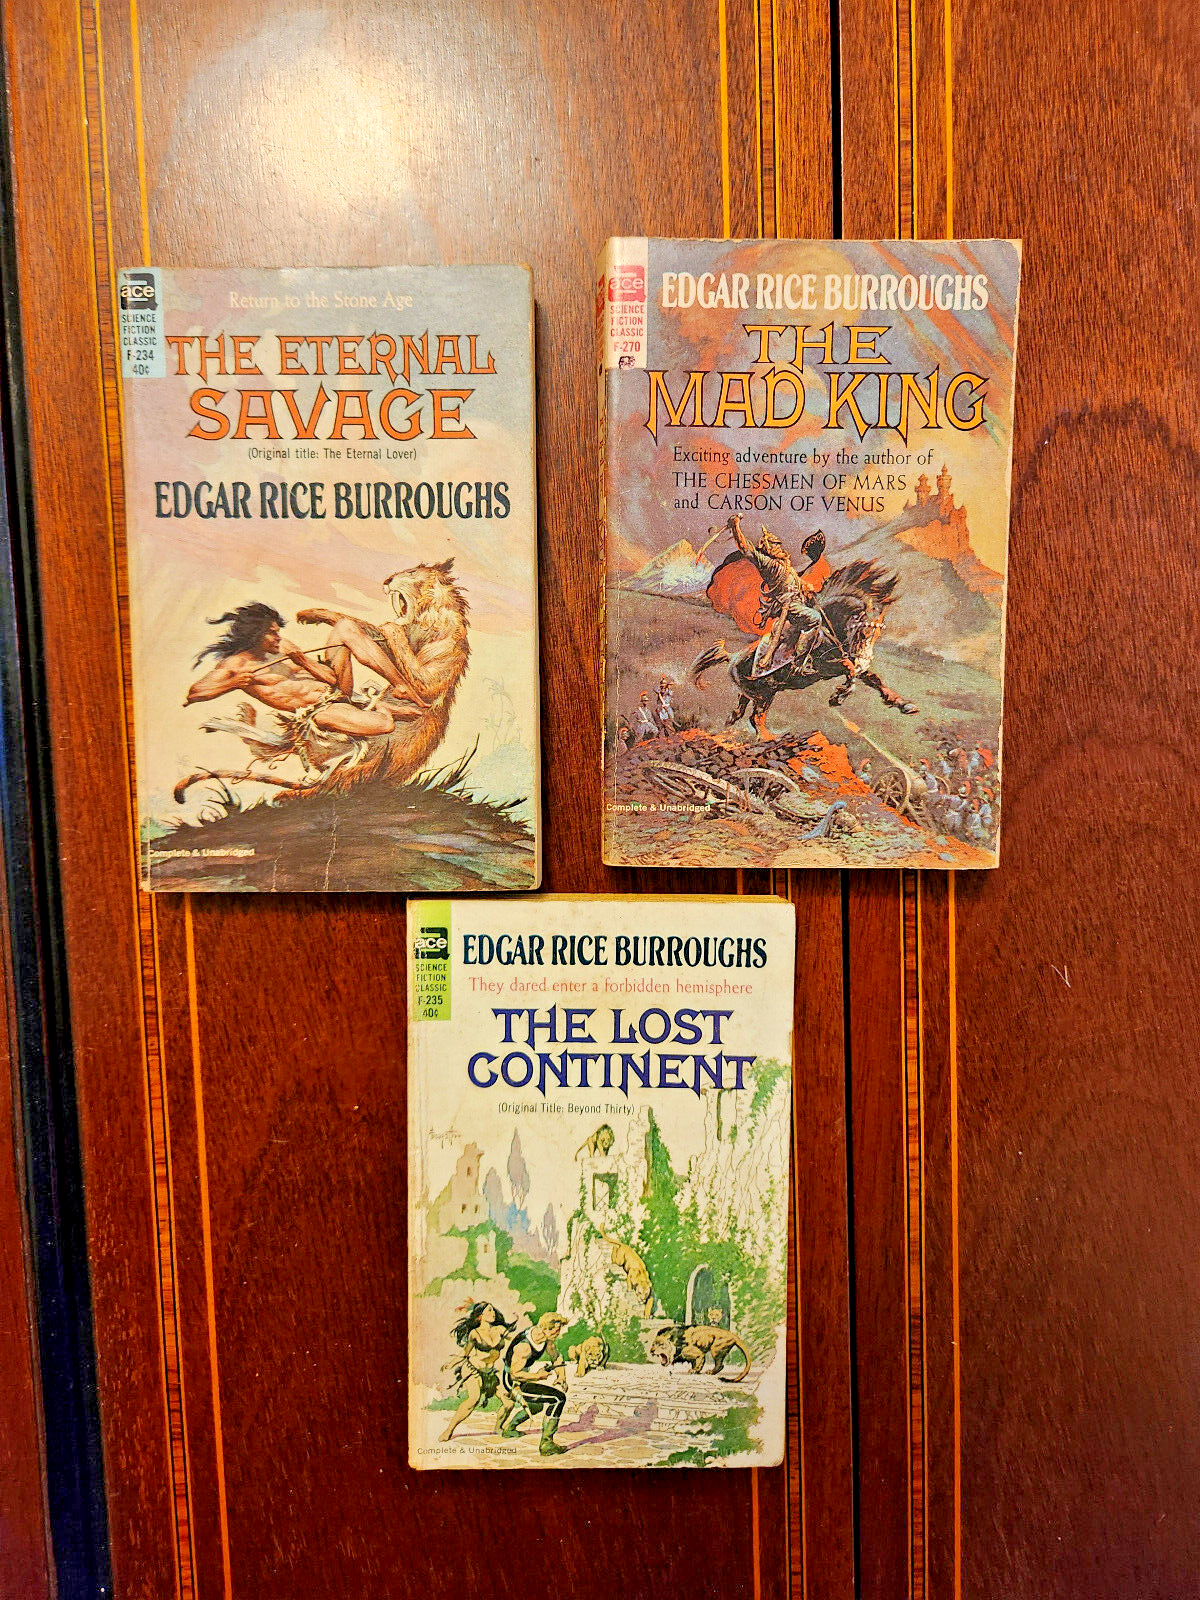 ace
SCIENCE
FICTION
CLASSIC
F-234
40¢
Return to the Stone Age
THE ETERNAL
SAVAGE
(Original title: The Eternal Lover)
EDGAR RICE BURROUGHS
Complete & Unabridged
ace
SCIENCE
FICTION
CLASSIC
F-270
EDGAR RICE BURROUGHS
THE
MAD KING
Exciting adventure by the author of
THE CHESSMEN OF MARS
and CARSON OF VENUS
Complete & Unabridged
ace
SCIENCE
FICTION
CLASSIC
F-235
40¢
EDGAR RICE BURROUGHS
They dared enter a forbidden hemisphere
THE LOST
CONTINENT
(Original Title: Beyond Thirty)
Complete & Unabridged